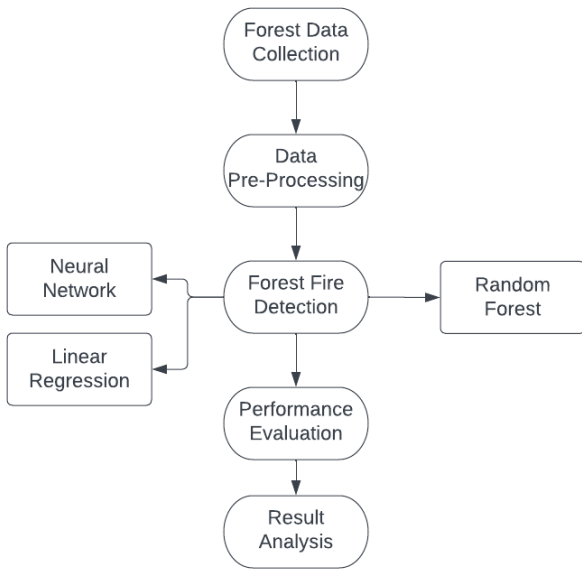 Forest Data
Collection
Data
Pre-Processing
Neural
Network
Forest Fire
Detection
Random
Forest
Linear
Regression
Performance
Evaluation
Result
Analysis